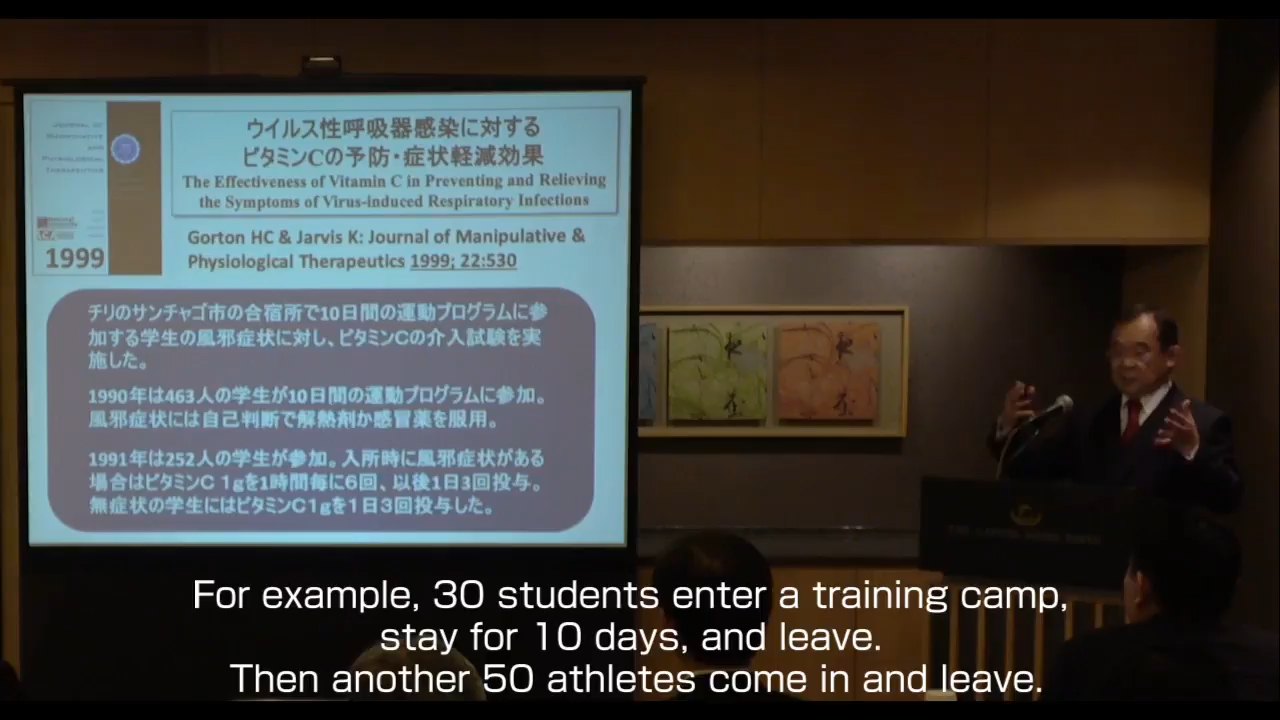 JOURNAL OF
MANIPULATIVE
AND
PHYSIOLOGICAL
THERAPEUTICS
1999
ウイルス性呼吸器感染に対する
ビタミンCの予防・症状軽減効果
The Effectiveness of Vitamin C in Preventing and Relieving
the Symptoms of Virus-induced Respiratory Infections
Gorton HC & Jarvis K: Journal of Manipulative &
Physiological Therapeutics 1999; 22:530
チリのサンチャゴ市の合宿所で10日間の運動プログラムに参
加する学生の風邪症状に対し、ビタミンCの介入試験を実
施した。
1990年は463人の学生が10日間の運動プログラムに参加。
風邪症状には自己判断で解熱剤か感冒薬を服用。
1991年は252人の学生が参加。入所時に風邪症状がある
場合はビタミンC 1gを1時間毎に6回、以後1日3回投与。
無症状の学生にはビタミンC1gを1日3回投与した。
For example, 30 students enter a training camp,
stay for 10 days, and leave.
Then another 50 athletes come in and leave.